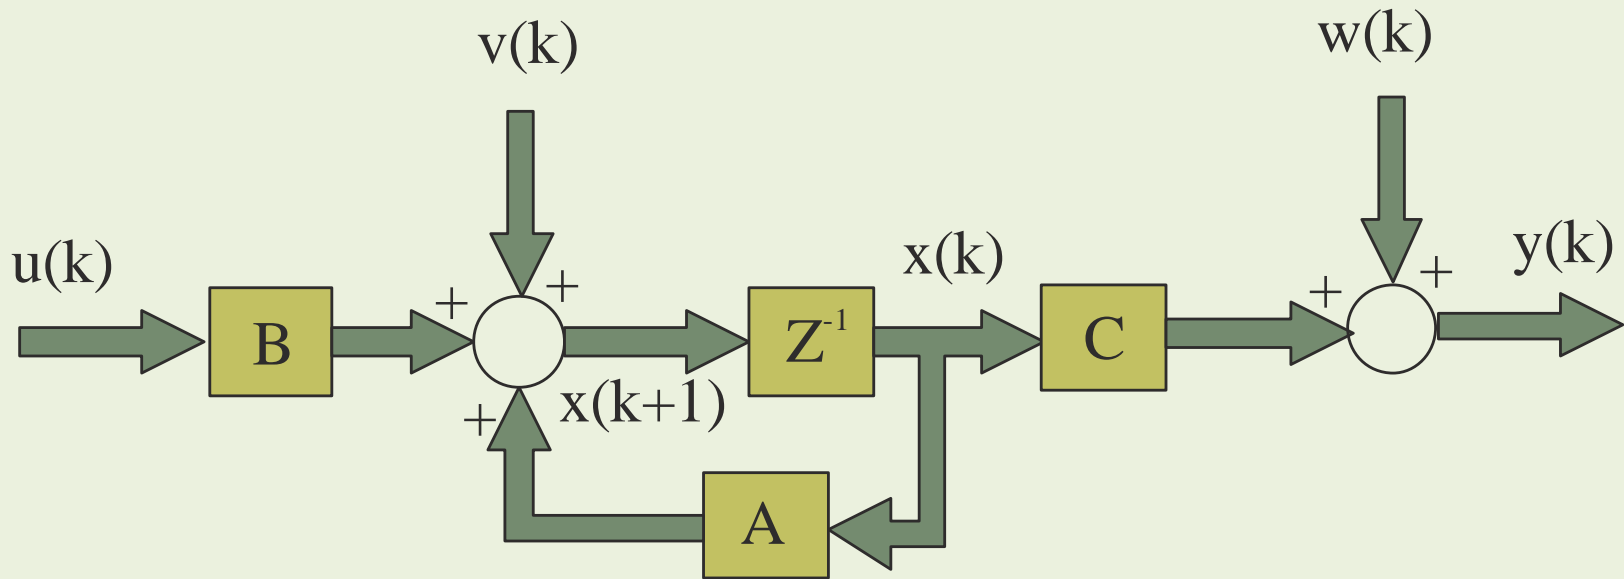 v(k)
w(k)
u(k)
B
+
+
+
x(k+1)
Z⁻¹
x(k)
C
+
+
y(k)
A